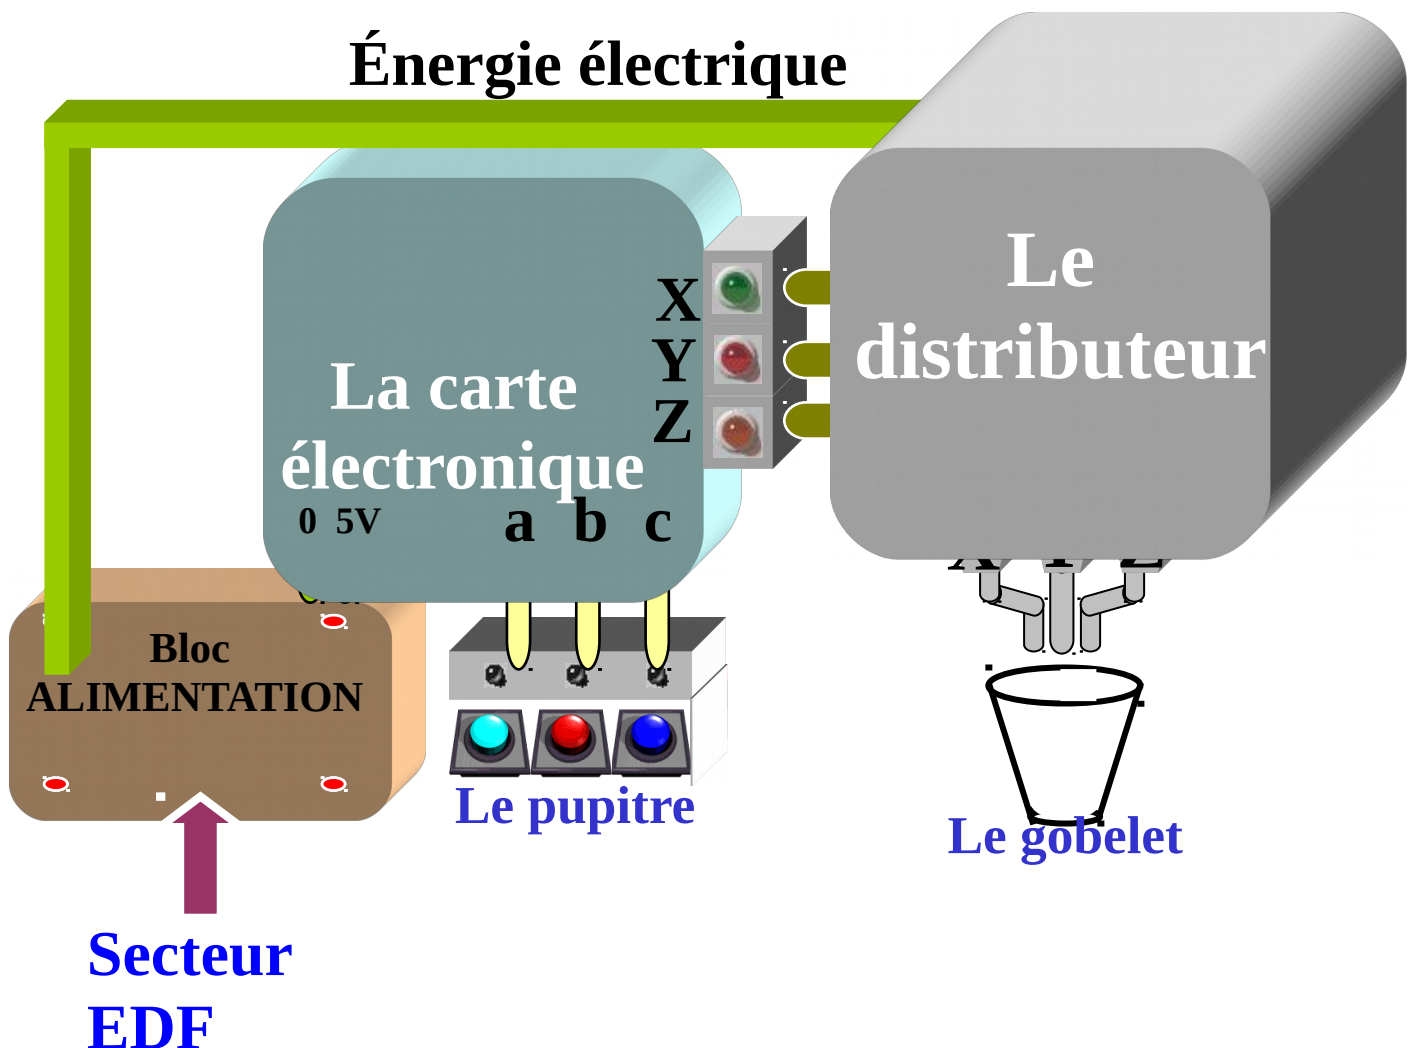 Énergie électrique
Le
distributeur
X
Y
Z
La carte
électronique
0 5V
a b c
Bloc
ALIMENTATION
Le pupitre
Le gobelet
Secteur
EDF